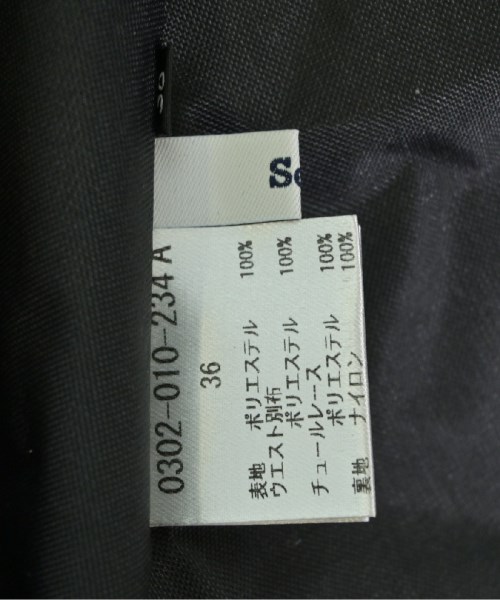 So
0302-010-234 A
36
表地 ポリエステル 100%
ウエスト別布
ポリエステル 100%
チュールレース
ポリエステル 100%
裏地 ナイロン 100%